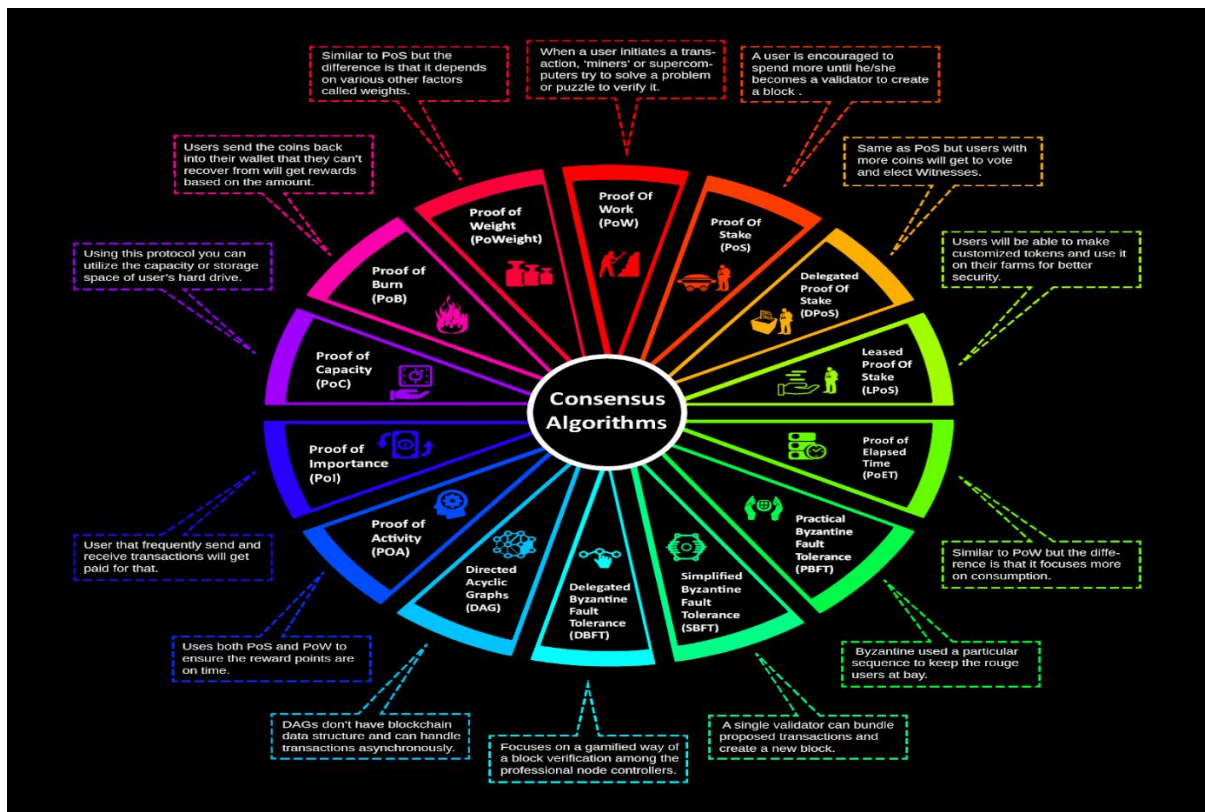 Similar to PoS but the
difference is that it depends
on various other factors
called weights.
When a user initiates a trans-
action, 'miners' or supercom-
puters try to solve a problem
or puzzle to verify it.
A user is encouraged to
spend more until he/she
becomes a validator to create
a block .
Users send the coins back
into their wallet that they can't
recover from will get rewards
based on the amount.
Same as PoS but users with
more coins will get to vote
and elect Witnesses.
Using this protocol you can
utilize the capacity or storage
space of user's hard drive.
Users will be able to make
customized tokens and use it
on their farms for better
security.
Proof of
Weight
(PoWeight)
Proof Of
Work
(PoW)
Proof Of
Stake
(PoS)
Proof of
Burn
(PoB)
Delegated
Proof Of
Stake
(DPoS)
Proof of
Capacity
(PoC)
Leased
Proof Of
Stake
(LPoS)
Consensus
Algorithms
Proof of
Importance
(PoI)
Proof of
Elapsed
Time
(PoET)
Proof of
Activity
(POA)
Directed
Acyclic
Graphs
(DAG)
Delegated
Byzantine
Fault
Tolerance
(DBFT)
Simplified
Byzantine
Fault
Tolerance
(SBFT)
Practical
Byzantine
Fault
Tolerance
(PBFT)
User that frequently send and
receive transactions will get
paid for that.
Similar to PoW but the diffe-
rence is that it focuses more
on consumption.
Uses both PoS and PoW to
ensure the reward points are
on time.
Byzantine used a particular
sequence to keep the rouge
users at bay.
DAGs don't have blockchain
data structure and can handle
transactions asynchronously.
Focuses on a gamified way of
a block verification among the
professional node controllers.
A single validator can bundle
proposed transactions and
create a new block.